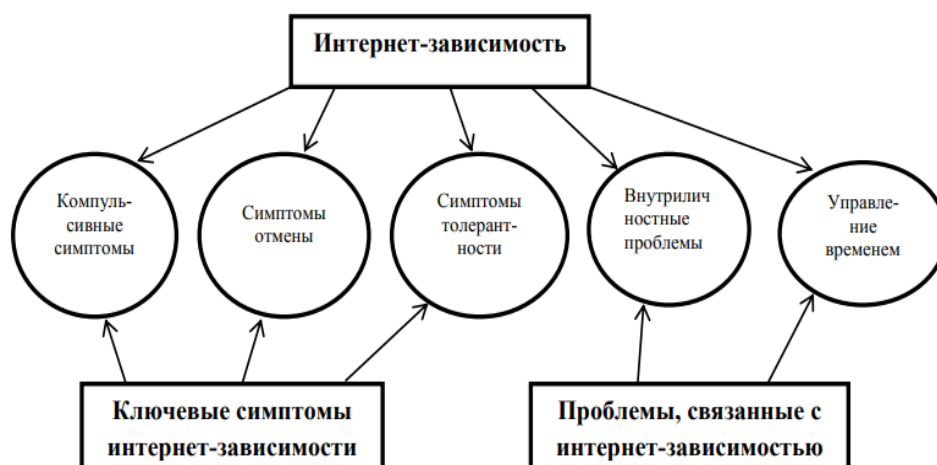 Интернет-зависимость
Компуль-
сивные
симптомы
Симптомы
отмены
Симптомы
толерант-
ности
Внутрилич
ностные
проблемы
Управле-
ние
временем
Ключевые симптомы
интернет-зависимости
Проблемы, связанные с
интернет-зависимостью